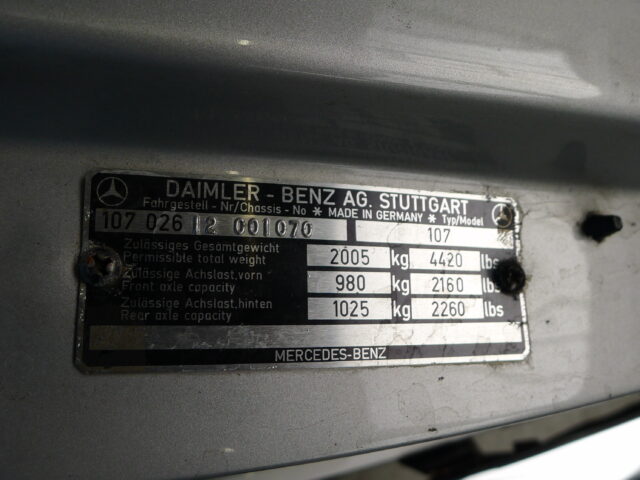 DAIMLER - BENZ AG. STUTTGART
Fahrgestell - Nr/Chassis - No * MADE IN GERMANY * Typ/Model
107 026 12 001070 107
Zulässiges Gesamtgewicht
Permissible total weight 2005 kg 4420 lbs
Zulässige Achslast.vorn
Front axle capacity 980 kg 2160 lbs
Zulässige Achslast.hinten
Rear axle capacity 1025 kg 2260 lbs
MERCEDES-BENZ